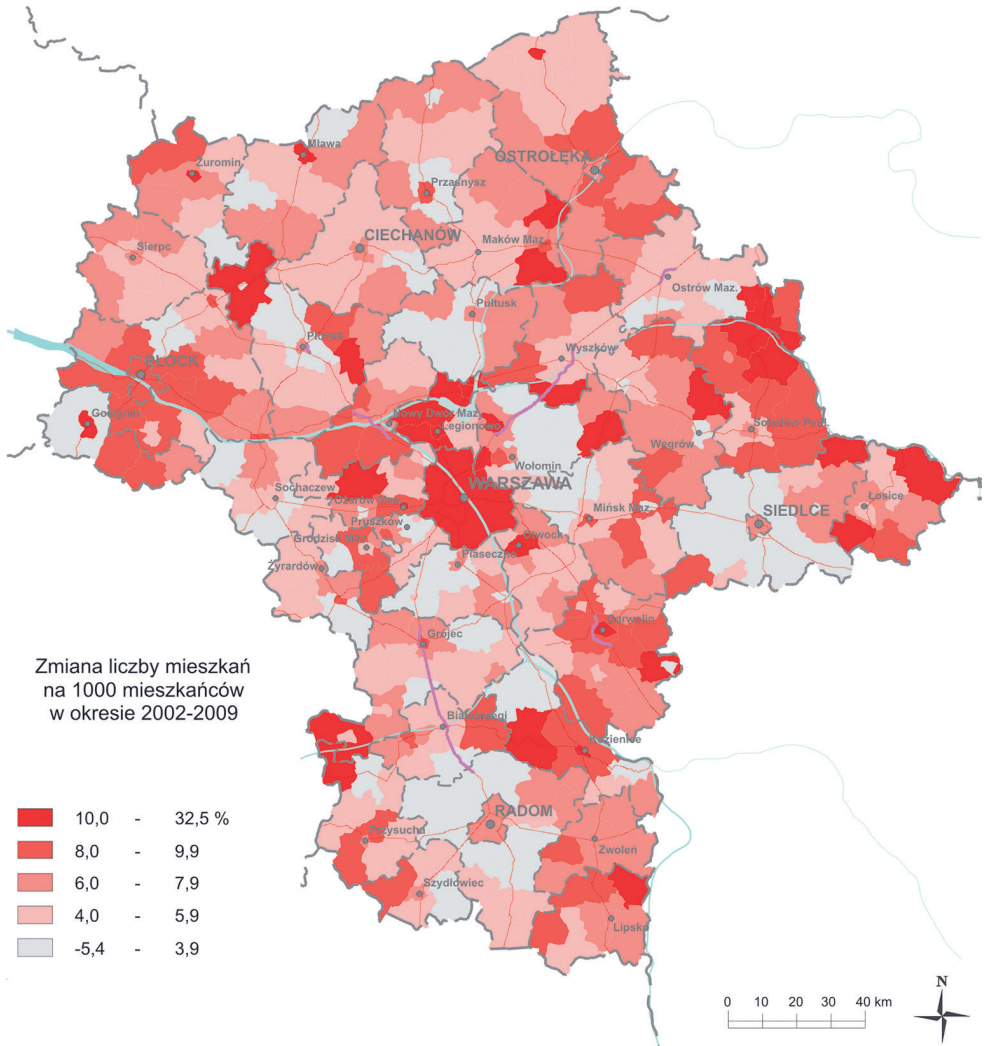 OSTROŁĘKA
Mława
Żuromin
Przasnysz
CIECHANÓW
Maków Maz.
Sierpc
Ostrów Maz.
Pułtusk
Płońsk
Wyszków
PŁOCK
Gostynin
Nowy Dwór Maz.
Legionowo
Sokołów Podl.
Węgrów
Wołomin
WARSZAWA
Sochaczew
Ożarów Maz.
Łosice
Mińsk Maz.
SIEDLCE
Pruszków
Grodzisk Maz.
Otwock
Piaseczno
Żyrardów
Garwolin
Grójec
Zmiana liczby mieszkań
na 1000 mieszkańców
w okresie 2002-2009
Białobrzegi
Kozienice
RADOM
10,0 - 32,5 %
Przysucha
Zwoleń
8,0 - 9,9
6,0 - 7,9
Szydłowiec
4,0 - 5,9
Lipsko
-5,4 - 3,9
N
0 10 20 30 40 km